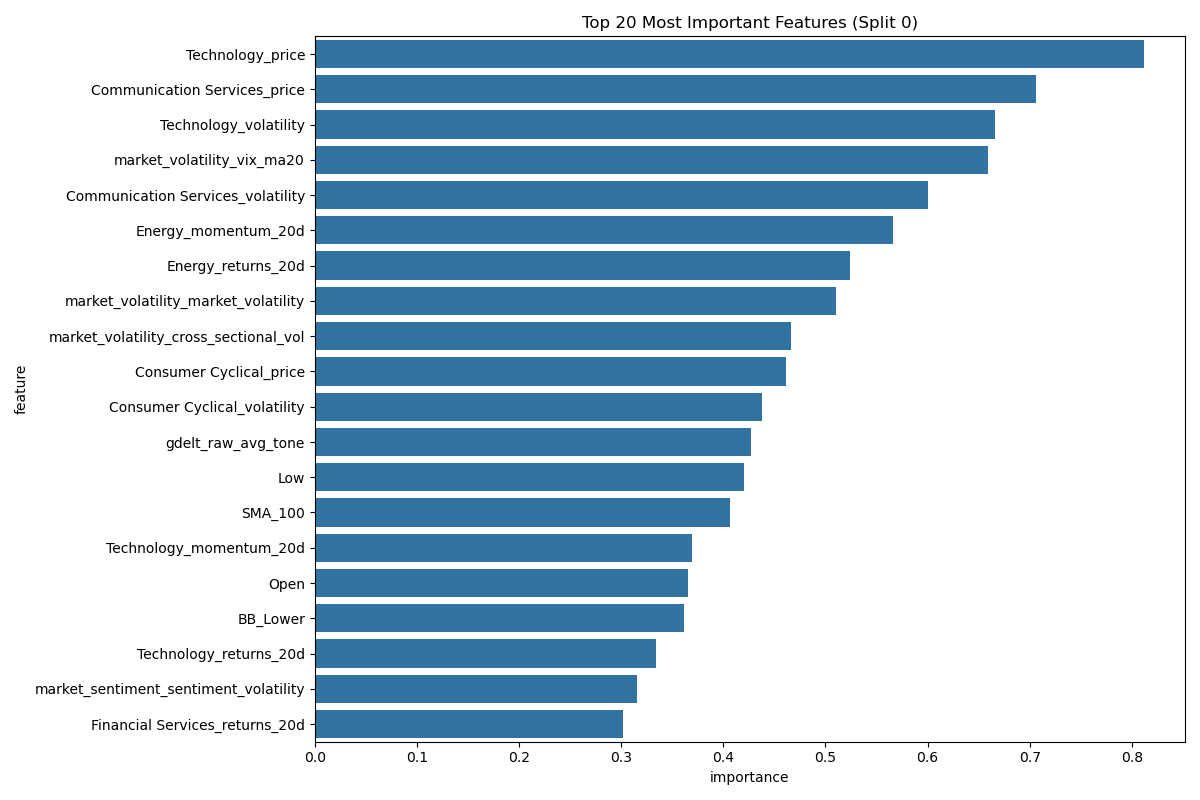 Top 20 Most Important Features (Split 0)
Technology_price
Communication Services_price
Technology_volatility
market_volatility_vix_ma20
Communication Services_volatility
Energy_momentum_20d
Energy_returns_20d
market_volatility_market_volatility
market_volatility_cross_sectional_vol
Consumer Cyclical_price
Consumer Cyclical_volatility
gdelt_raw_avg_tone
Low
SMA_100
Technology_momentum_20d
Open
BB_Lower
Technology_returns_20d
market_sentiment_sentiment_volatility
Financial Services_returns_20d
feature
0.0 0.1 0.2 0.3 0.4 0.5 0.6 0.7 0.8
importance